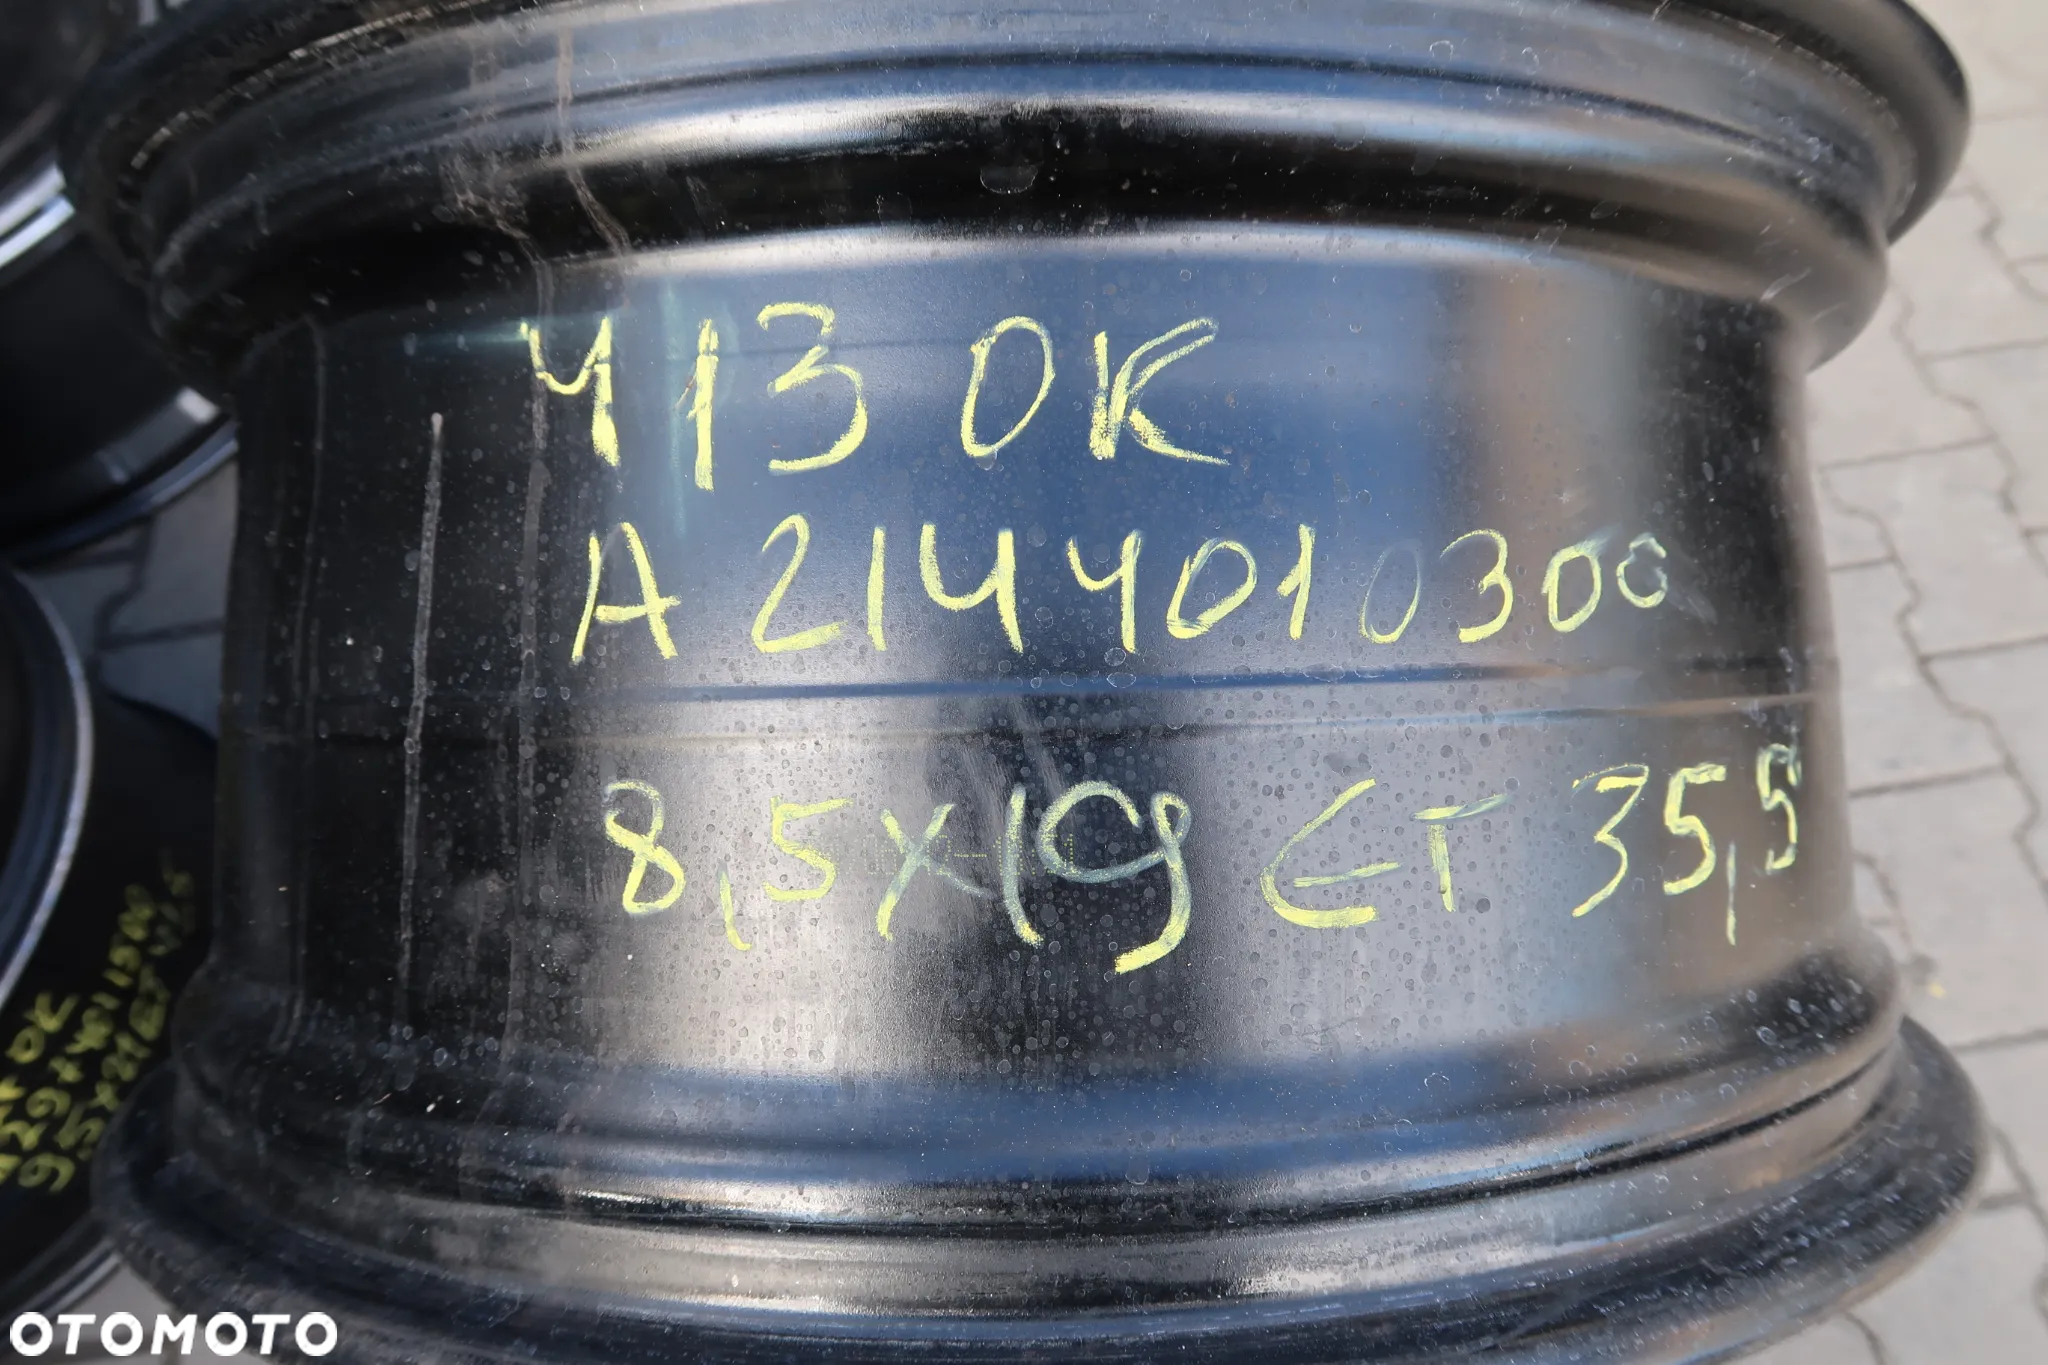 413 OK
A 2144010300
8,5X19 ET 35,5
OTOMOTO